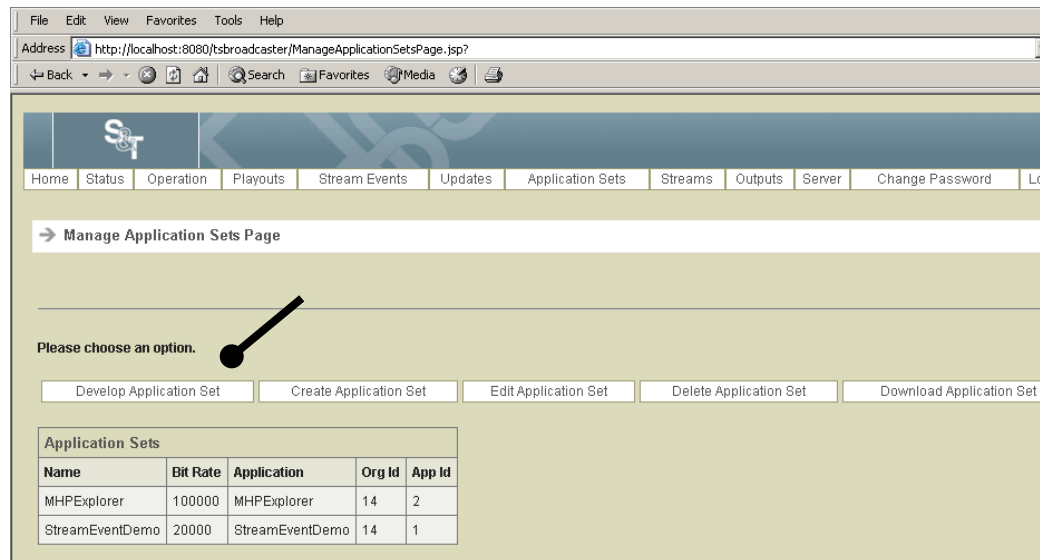 File Edit View Favorites Tools Help
Address http://localhost:8080/tsbroadcaster/ManageApplicationSetsPage.jsp?
Back Search Favorites Media
S&T
Home Status Operation Playouts Stream Events Updates Application Sets Streams Outputs Server Change Password
Manage Application Sets Page
Please choose an option.
Develop Application Set Create Application Set Edit Application Set Delete Application Set Download Application Set
Application Sets
Name Bit Rate Application Org Id App Id
MHPExplorer 100000 MHPExplorer 14 2
StreamEventDemo 20000 StreamEventDemo 14 1